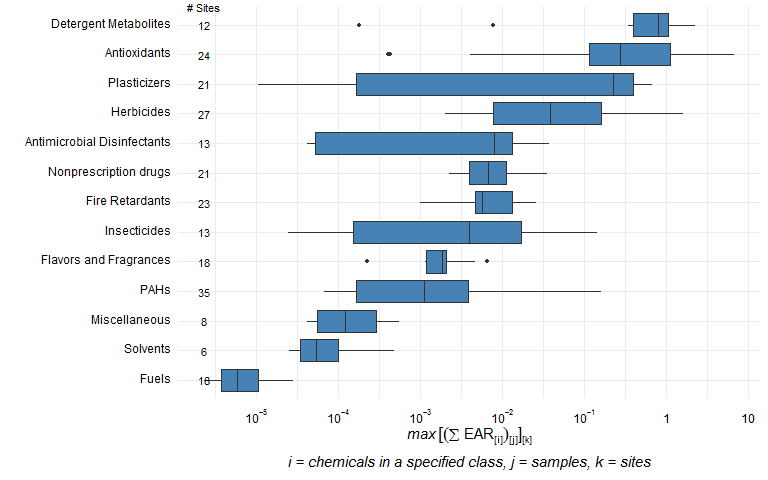 # Sites
Detergent Metabolites 12
Antioxidants 24
Plasticizers 21
Herbicides 27
Antimicrobial Disinfectants 13
Nonprescription drugs 21
Fire Retardants 23
Insecticides 13
Flavors and Fragrances 18
PAHs 35
Miscellaneous 8
Solvents 6
Fuels 18
10⁻⁵ 10⁻⁴ 10⁻³ 10⁻² 10⁻¹ 1 10
max [(∑ EAR[i])[j]][k]
i = chemicals in a specified class, j = samples, k = sites